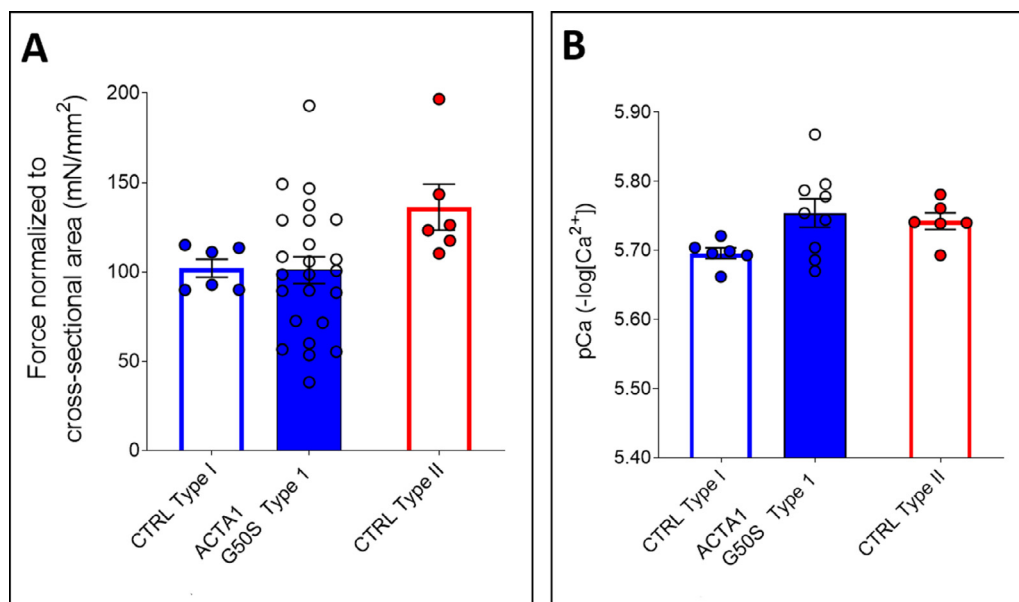 A
Force normalized to
cross-sectional area (mN/mm²)
200
150
100
50
0
CTRL Type I
ACTA1
G50S Type 1
CTRL Type II
B
pCa (-log[Ca²⁺])
5.90
5.80
5.70
5.60
5.50
5.40
CTRL Type I
ACTA1
G50S Type 1
CTRL Type II